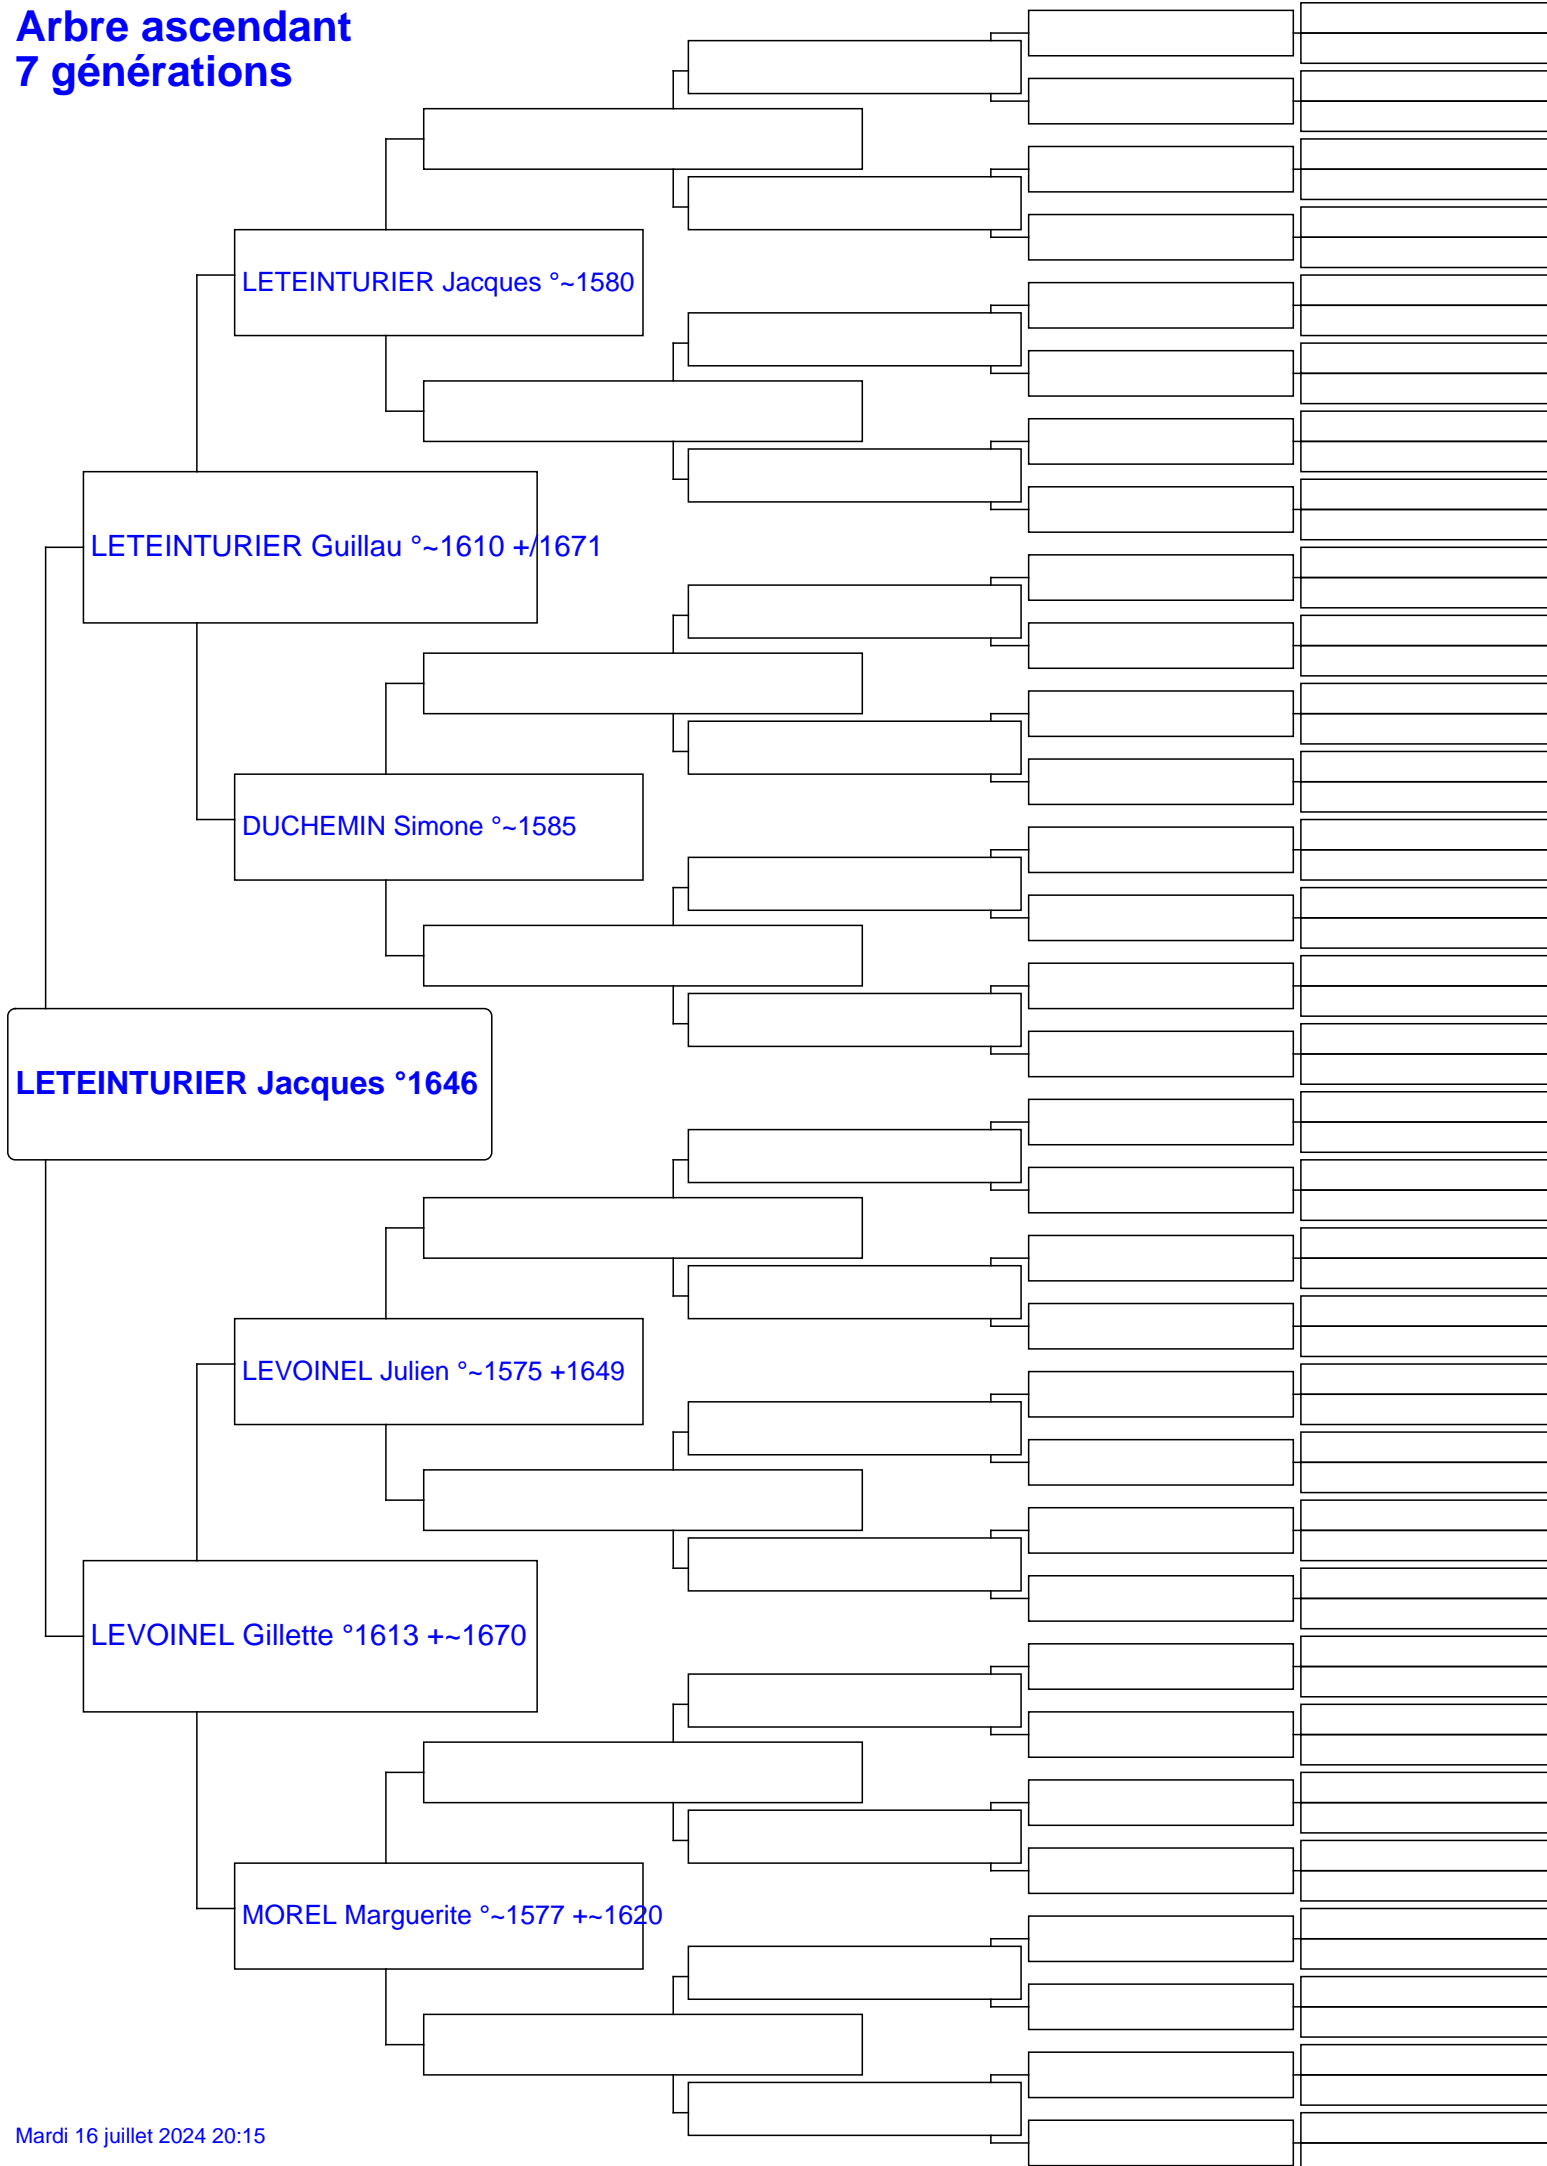 Arbre ascendant
7 générations
LETEINTURIER Jacques °~1580
LETEINTURIER Guillau °~1610 +/1671
DUCHEMIN Simone °~1585
LETEINTURIER Jacques °1646
LEVOINEL Julien °~1575 +1649
LEVOINEL Gillette °1613 +~1670
MOREL Marguerite °~1577 +~1620
Mardi 16 juillet 2024 20:15